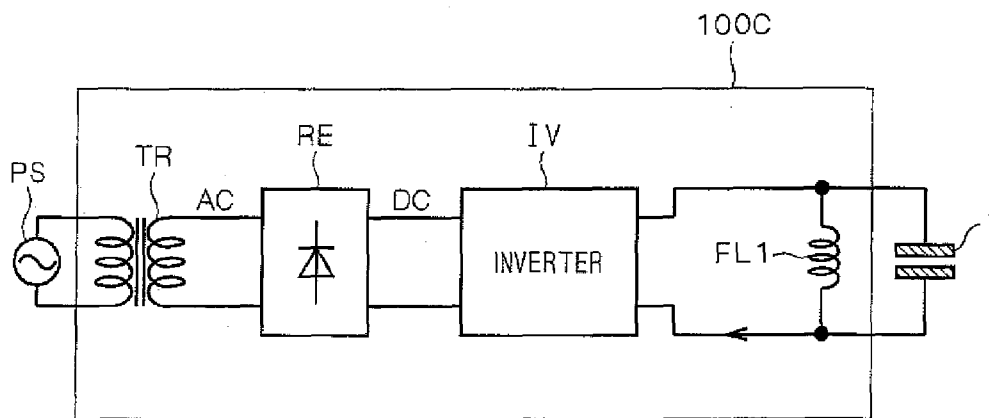 100C
PS
TR
AC
RE
DC
IV
INVERTER
FL1